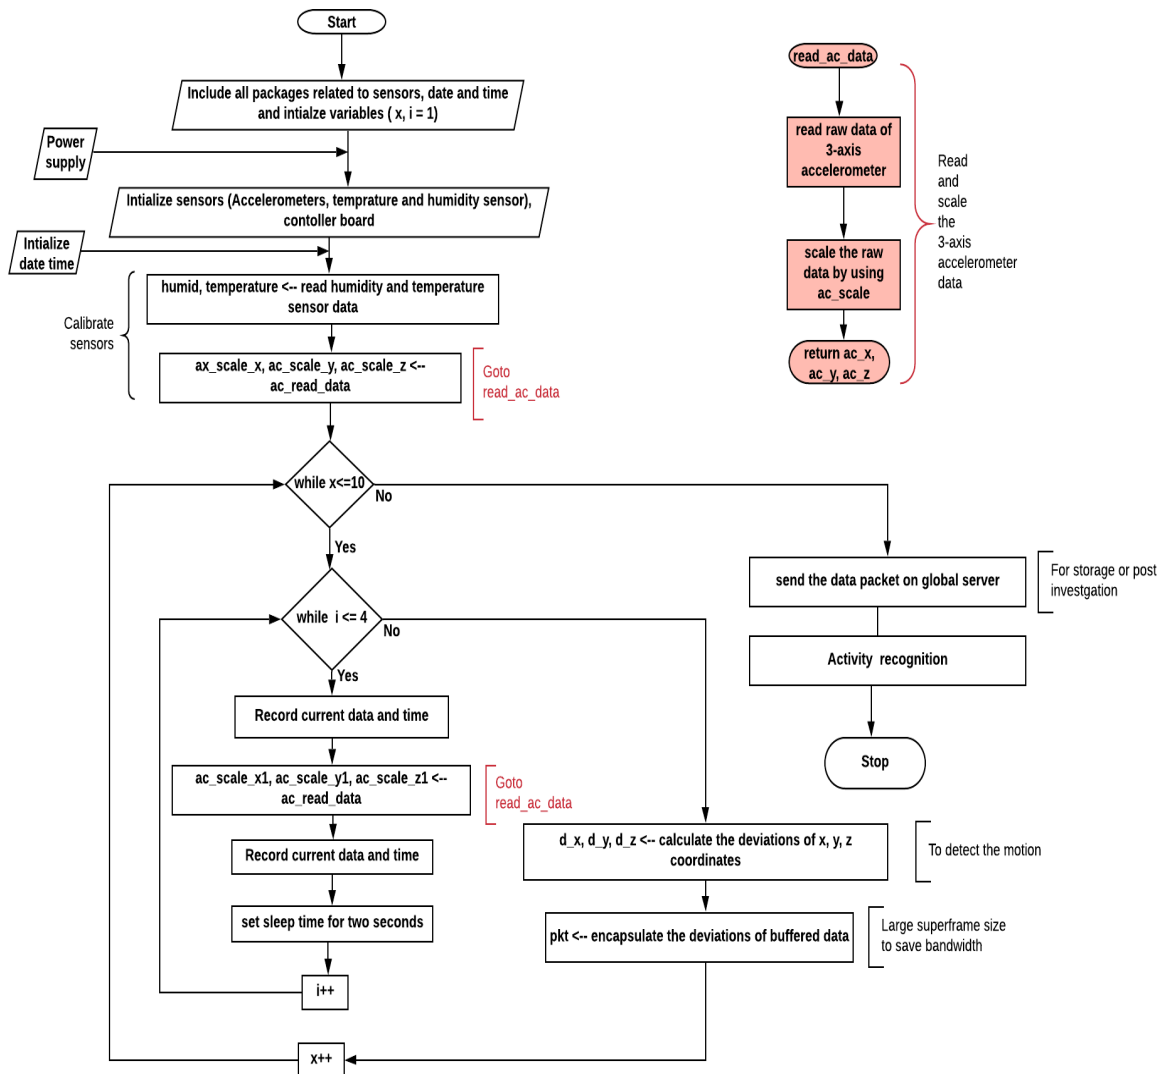 Start
Include all packages related to sensors, date and time
and intialze variables ( x, i = 1)
Power
supply
Intialize sensors (Accelerometers, temprature and humidity sensor),
contoller board
Intialize
date time
humid, temperature <-- read humidity and temperature
sensor data
Calibrate
sensors
ax_scale_x, ac_scale_y, ac_scale_z <--
ac_read_data
Goto
read_ac_data
while x<=10
No
Yes
while i <= 4
No
Yes
Record current data and time
ac_scale_x1, ac_scale_y1, ac_scale_z1 <--
ac_read_data
Goto
read_ac_data
Record current data and time
set sleep time for two seconds
i++
x++
d_x, d_y, d_z <-- calculate the deviations of x, y, z
coordinates
To detect the motion
pkt <-- encapsulate the deviations of buffered data
Large superframe size
to save bandwidth
send the data packet on global server
For storage or post
investgation
Activity recognition
Stop
read_ac_data
read raw data of
3-axis
accelerometer
scale the raw
data by using
ac_scale
return ac_x,
ac_y, ac_z
Read
and
scale
the
3-axis
accelerometer
data